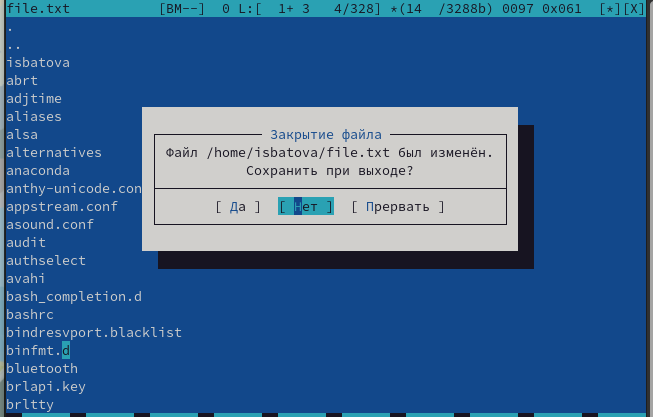 file.txt [BM--] 0 L:[ 1+ 3 4/328] *(14 /3288b) 0097 0x061 [*][X]
.
..
isbatova
abrt
adjtime
aliases
alsa
alternatives
anaconda
anthy-unicode.con
appstream.conf
asound.conf
audit
authselect
avahi
bash_completion.d
bashrc
bindresvport.blacklist
binfmt.d
bluetooth
brlapi.key
brltty
Закрытие файла
Файл /home/isbatova/file.txt был изменён.
Сохранить при выходе?
[ Да ] [ Нет ] [ Прервать ]